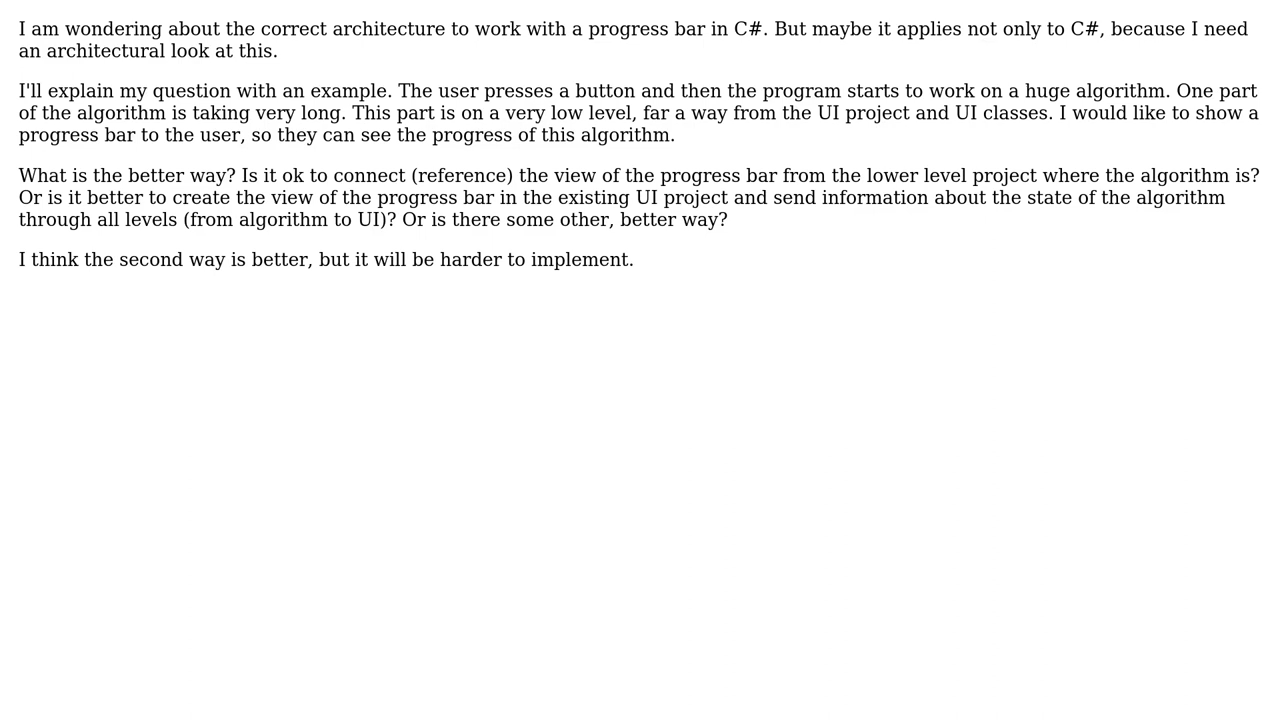 I am wondering about the correct architecture to work with a progress bar in C#. But maybe it applies not only to C#, because I need
an architectural look at this.
I'll explain my question with an example. The user presses a button and then the program starts to work on a huge algorithm. One part
of the algorithm is taking very long. This part is on a very low level, far a way from the UI project and UI classes. I would like to show a
progress bar to the user, so they can see the progress of this algorithm.
What is the better way? Is it ok to connect (reference) the view of the progress bar from the lower level project where the algorithm is?
Or is it better to create the view of the progress bar in the existing UI project and send information about the state of the algorithm
through all levels (from algorithm to UI)? Or is there some other, better way?
I think the second way is better, but it will be harder to implement.